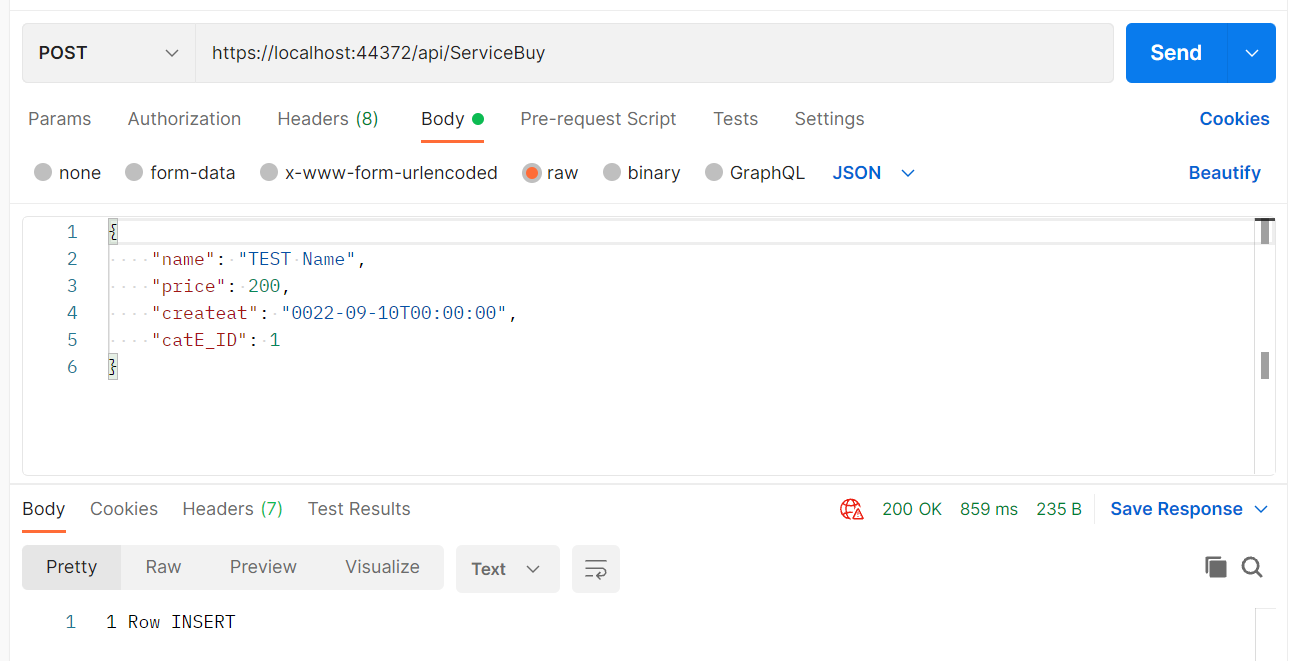 POST https://localhost:44372/api/ServiceBuy Send
Params Authorization Headers (8) Body Pre-request Script Tests Settings Cookies
none form-data x-www-form-urlencoded raw binary GraphQL JSON Beautify
1 {
2 "name": "TEST Name",
3 "price": 200,
4 "createat": "0022-09-10T00:00:00",
5 "catE_ID": 1
6 }
Body Cookies Headers (7) Test Results 200 OK 859 ms 235 B Save Response
Pretty Raw Preview Visualize Text
1 1 Row INSERT